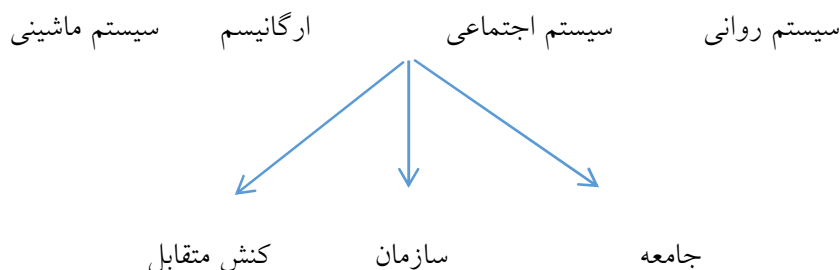 سیستم روانی سیستم اجتماعی ارگانیسم سیستم ماشینی
جامعه سازمان کنش متقابل